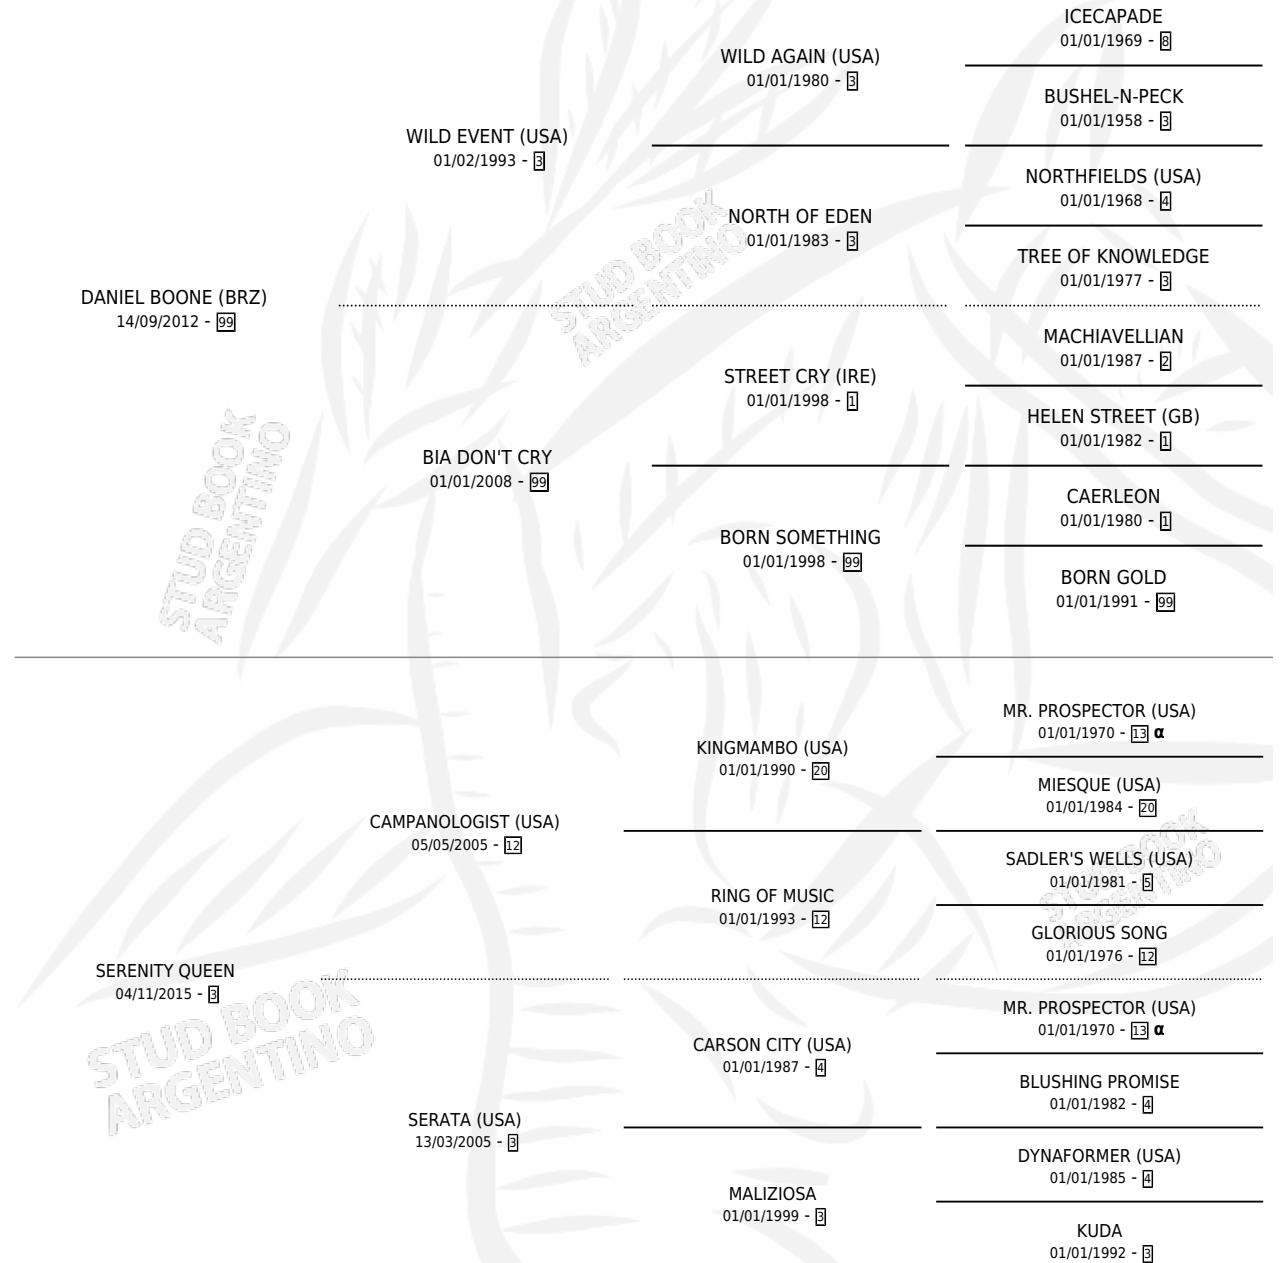 ICECAPADE
01/01/1969 - 8
WILD AGAIN (USA)
01/01/1980 - 3
BUSHEL-N-PECK
01/01/1958 - 3
WILD EVENT (USA)
01/02/1993 - 3
NORTHFIELDS (USA)
01/01/1968 - 4
NORTH OF EDEN
01/01/1983 - 3
TREE OF KNOWLEDGE
01/01/1977 - 3
DANIEL BOONE (BRZ)
14/09/2012 - 99
MACHIAVELLIAN
01/01/1987 - 2
STREET CRY (IRE)
01/01/1998 - 1
HELEN STREET (GB)
01/01/1982 - 1
BIA DON'T CRY
01/01/2008 - 99
CAERLEON
01/01/1980 - 1
BORN SOMETHING
01/01/1998 - 99
BORN GOLD
01/01/1991 - 99
MR. PROSPECTOR (USA)
01/01/1970 - 13 α
KINGMAMBO (USA)
01/01/1990 - 20
MIESQUE (USA)
01/01/1984 - 20
CAMPANOLOGIST (USA)
05/05/2005 - 12
SADLER'S WELLS (USA)
01/01/1981 - 5
RING OF MUSIC
01/01/1993 - 12
GLORIOUS SONG
01/01/1976 - 12
SERENITY QUEEN
04/11/2015 - 3
MR. PROSPECTOR (USA)
01/01/1970 - 13 α
CARSON CITY (USA)
01/01/1987 - 4
BLUSHING PROMISE
01/01/1982 - 4
SERATA (USA)
13/03/2005 - 3
DYNAFORMER (USA)
01/01/1985 - 4
MALIZIOSA
01/01/1999 - 3
KUDA
01/01/1992 - 3
STUD BOOK
ARGENTINO
STUD BOOK
ARGENTINO
STUD BOOK
ARGENTINO
STUD BOOK
ARGENTINO